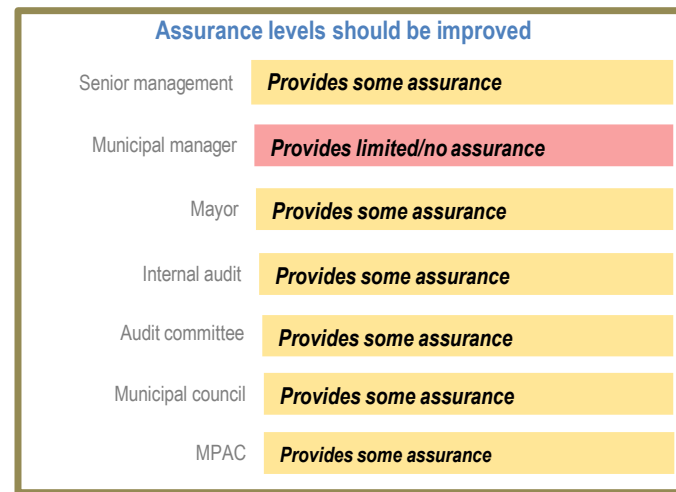 Assurance levels should be improved
Senior management Provides some assurance
Municipal manager Provides limited/no assurance
Mayor Provides some assurance
Internal audit Provides some assurance
Audit committee Provides some assurance
Municipal council Provides some assurance
MPAC Provides some assurance